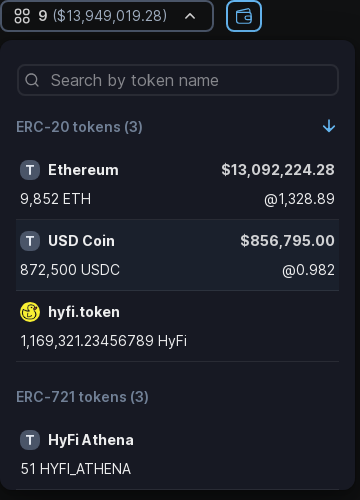 9 ($13,949,019.28)
Search by token name
ERC-20 tokens (3)
T Ethereum $13,092,224.28
9,852 ETH @1,328.89
T USD Coin $856,795.00
872,500 USDC @0.982
hyfi.token
1,169,321.23456789 HyFi
ERC-721 tokens (3)
T HyFi Athena
51 HYFI_ATHENA